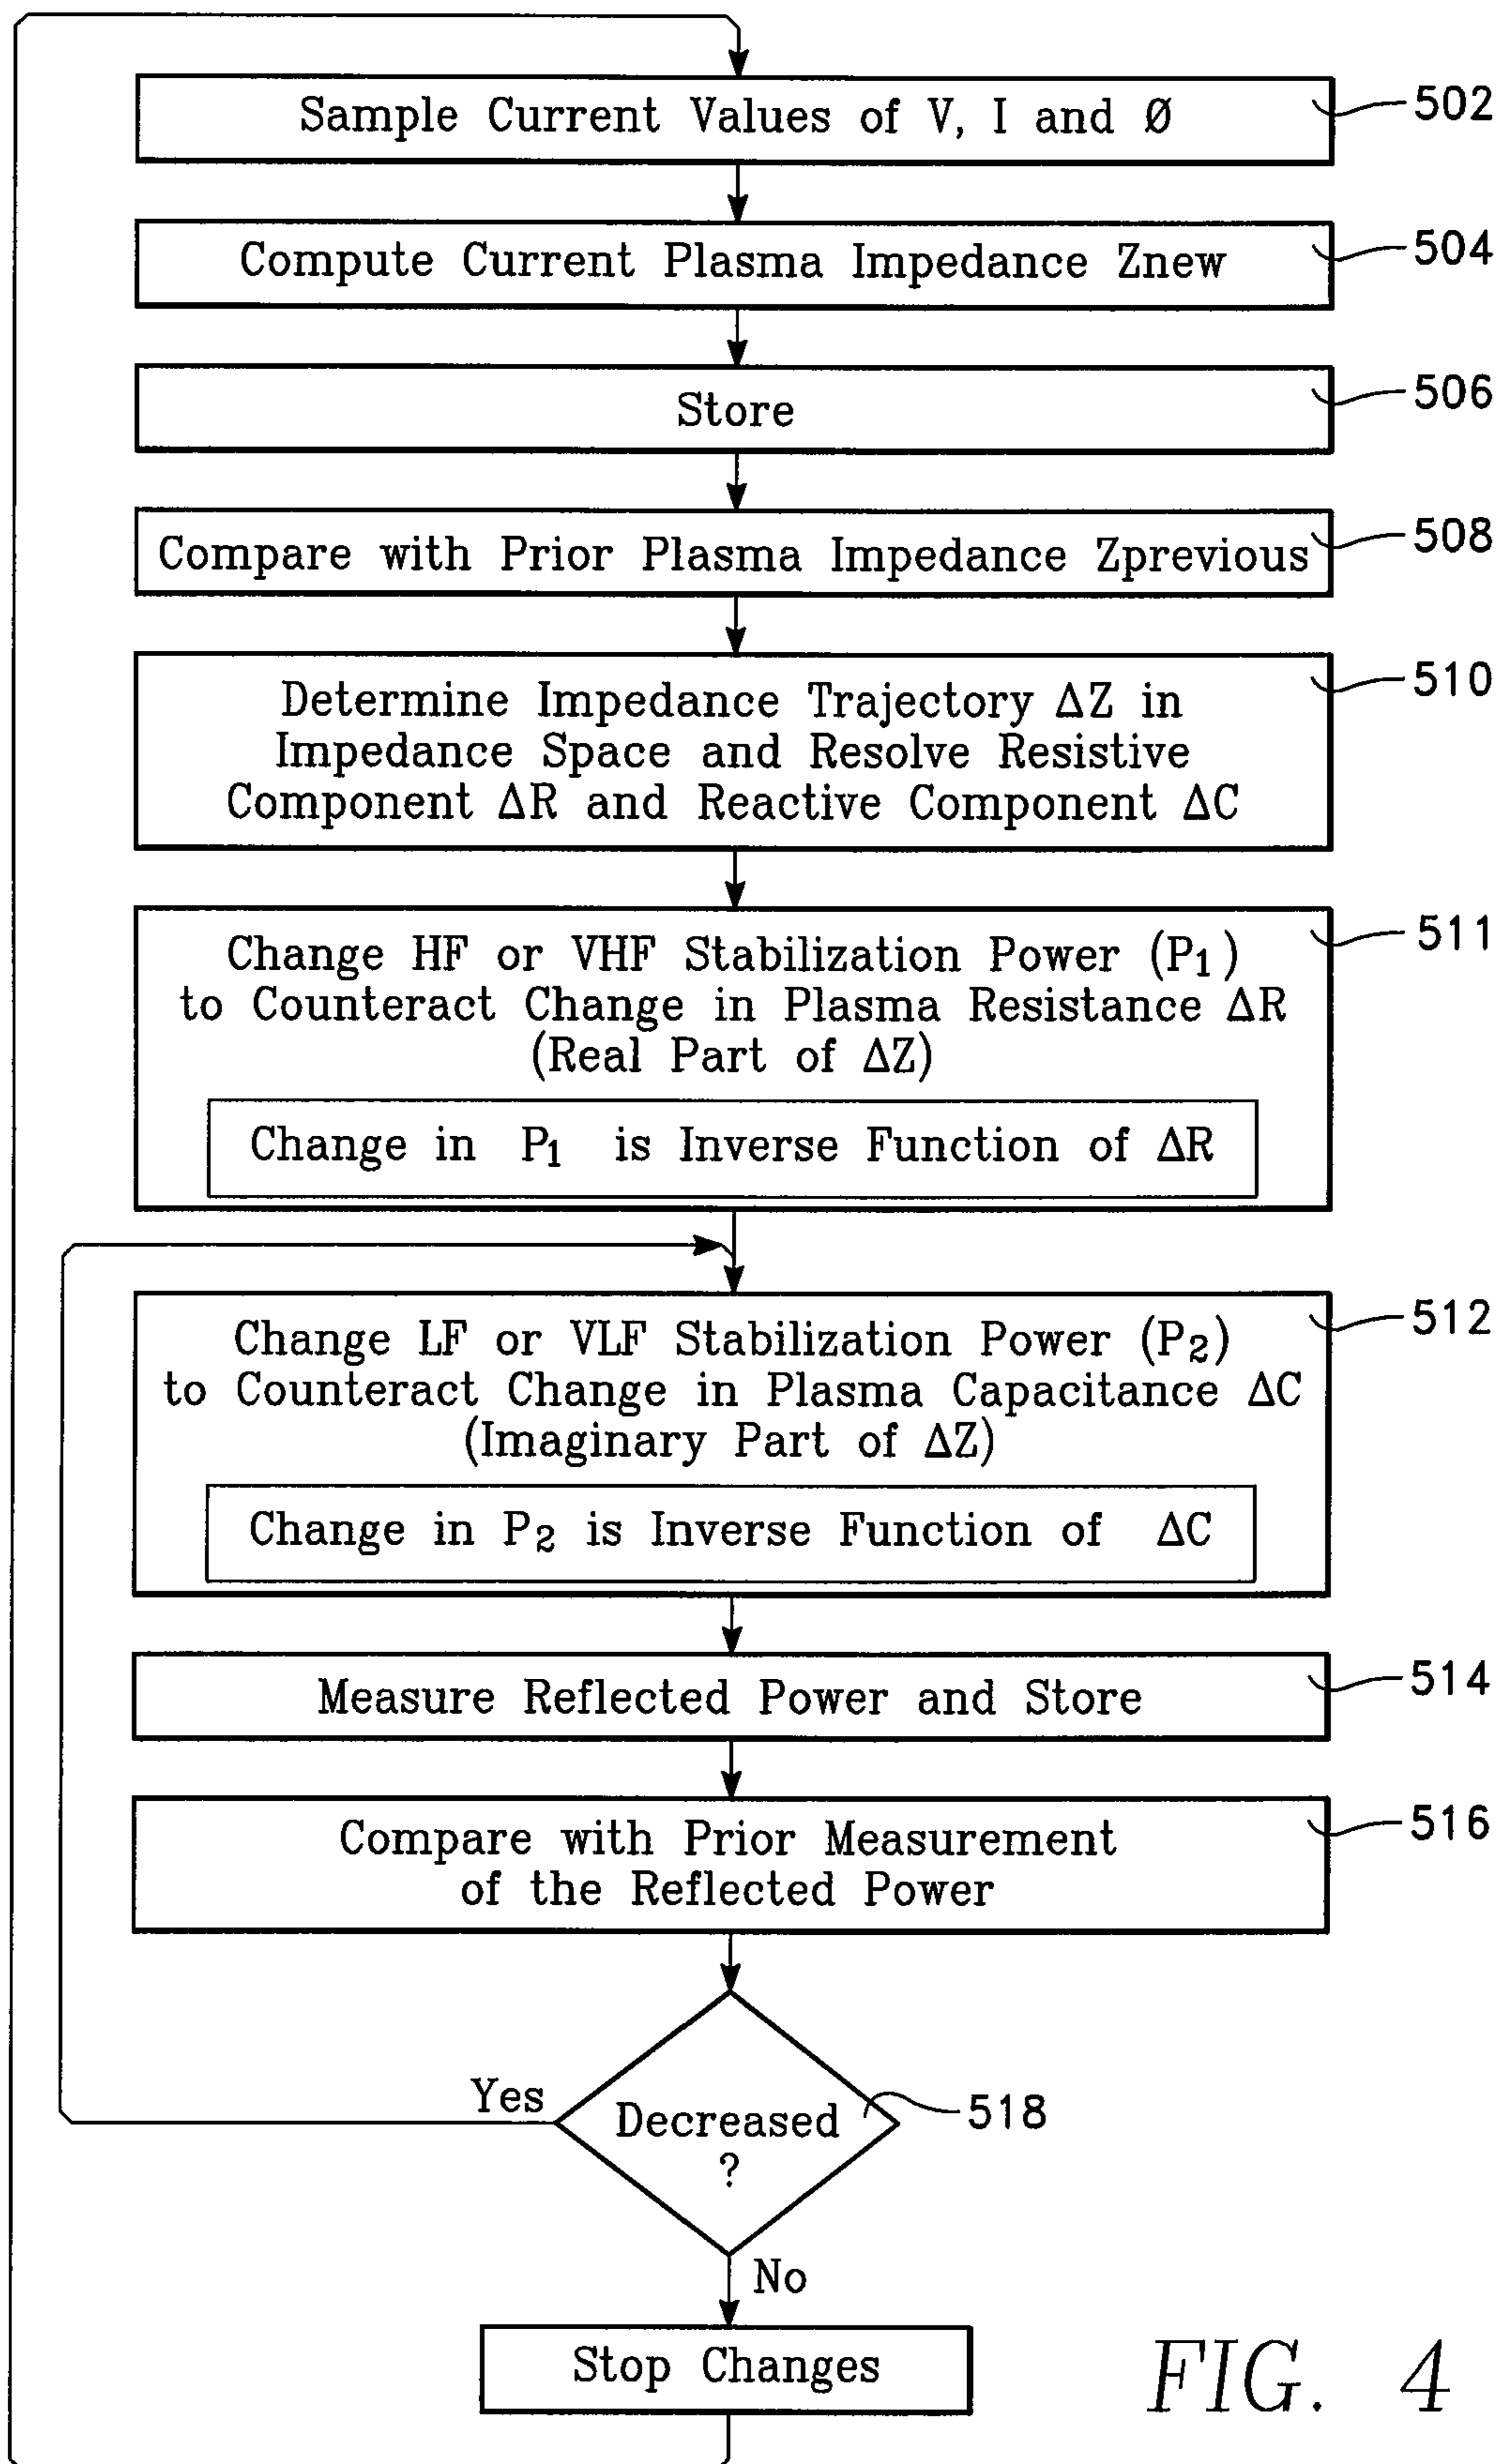 Sample Current Values of V, I and Ø
502
Compute Current Plasma Impedance Znew
504
Store
506
Compare with Prior Plasma Impedance Zprevious
508
Determine Impedance Trajectory ΔZ in
Impedance Space and Resolve Resistive
Component ΔR and Reactive Component ΔC
510
Change HF or VHF Stabilization Power (P1)
to Counteract Change in Plasma Resistance ΔR
(Real Part of ΔZ)
Change in P1 is Inverse Function of ΔR
511
Change LF or VLF Stabilization Power (P2)
to Counteract Change in Plasma Capacitance ΔC
(Imaginary Part of ΔZ)
Change in P2 is Inverse Function of ΔC
512
Measure Reflected Power and Store
514
Compare with Prior Measurement
of the Reflected Power
516
Yes
Decreased
?
518
No
Stop Changes
FIG. 4